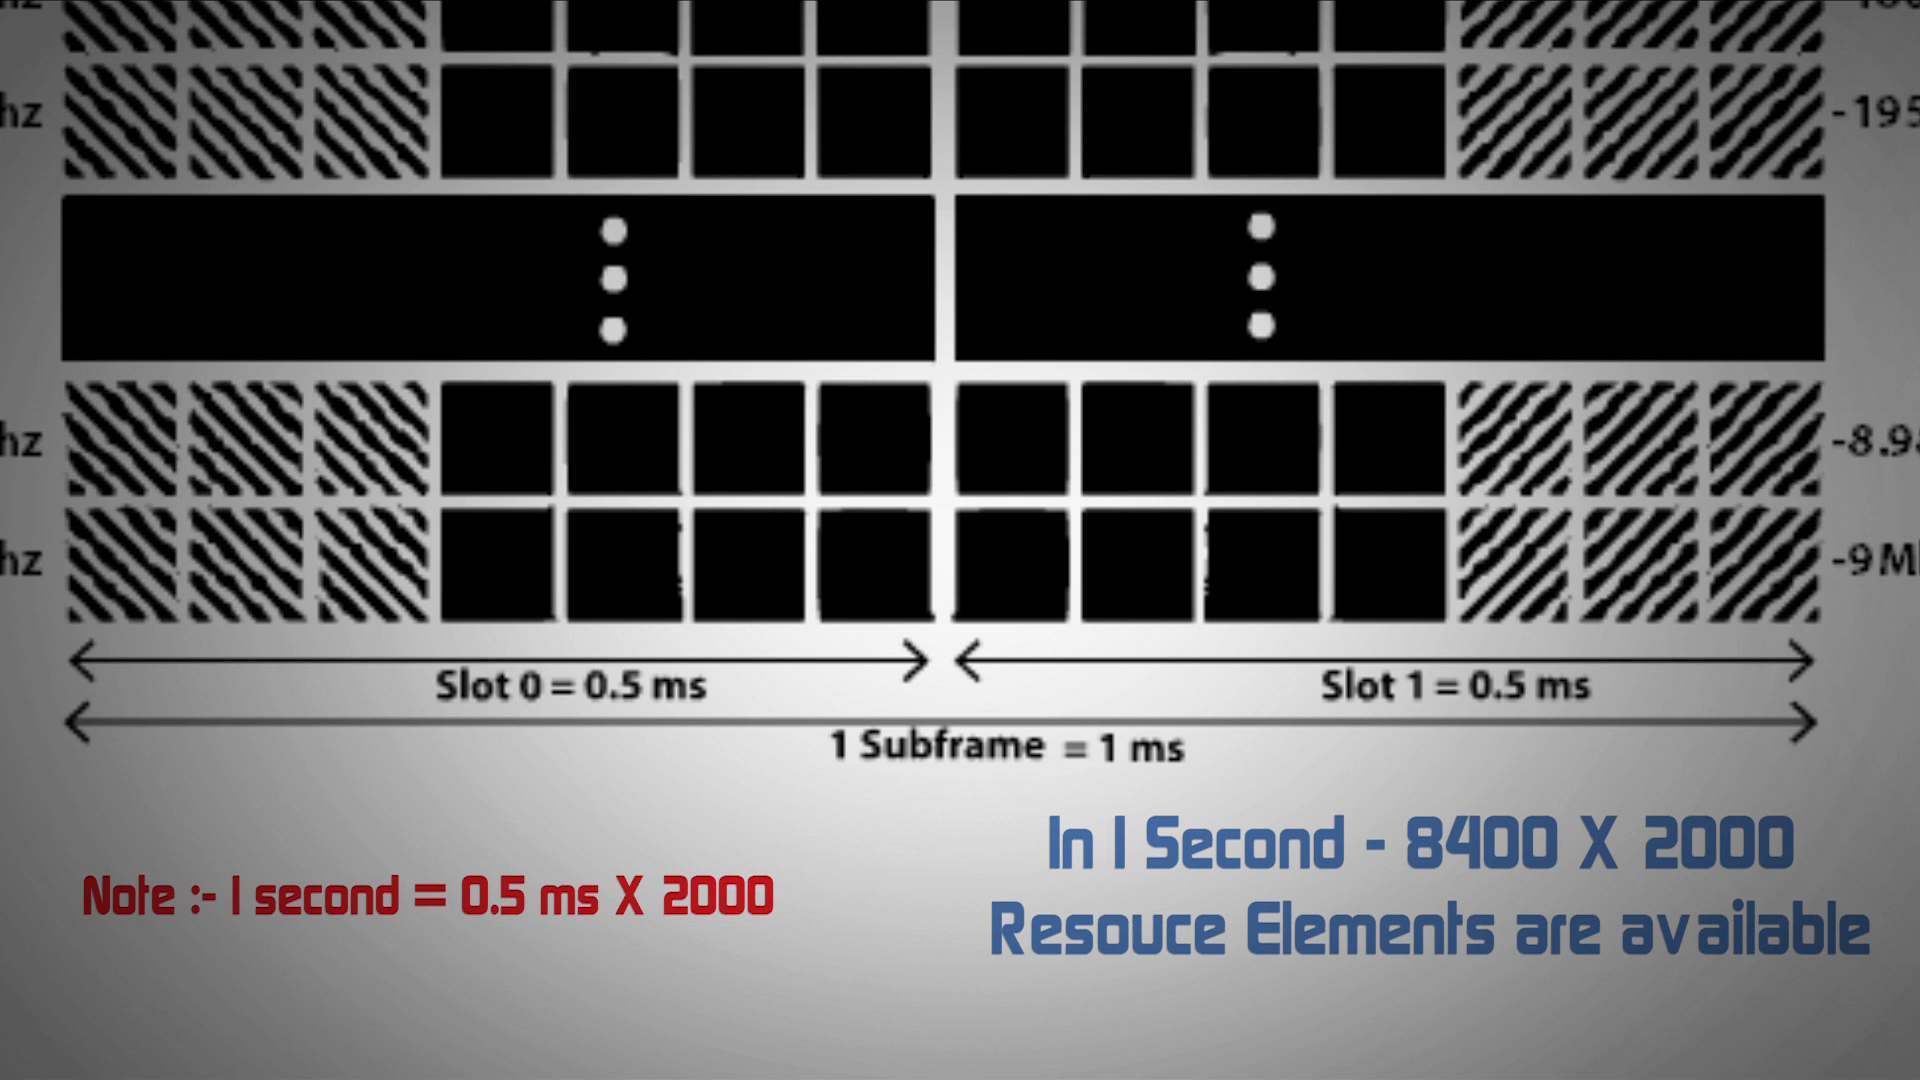 hz
-195
hz
-8.9
hz
-9 M
Slot 0 = 0.5 ms
Slot 1 = 0.5 ms
1 Subframe = 1 ms
In 1 Second - 8400 X 2000
Resouce Elements are available
Note :- 1 second = 0.5 ms X 2000